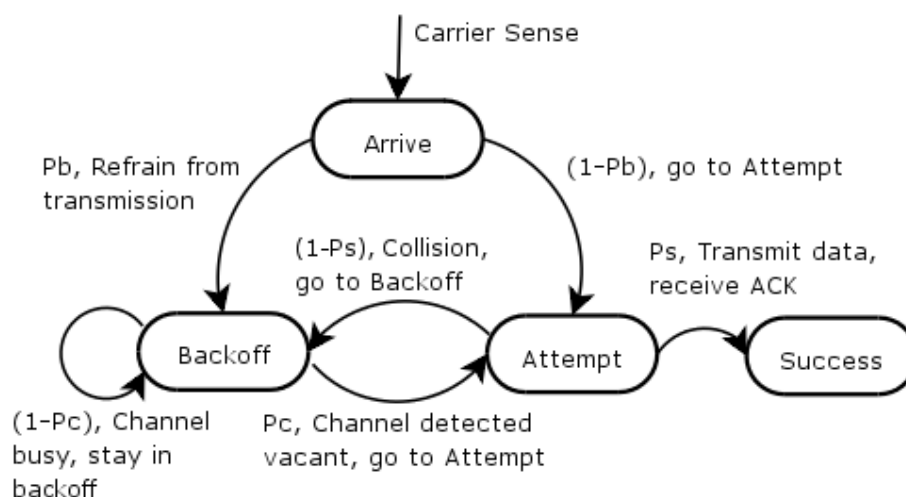 Carrier Sense
Arrive
Pb, Refrain from
transmission
(1-Pb), go to Attempt
(1-Ps), Collision,
go to Backoff
Ps, Transmit data,
receive ACK
Backoff
Attempt
Success
(1-Pc), Channel
busy, stay in
backoff
Pc, Channel detected
vacant, go to Attempt